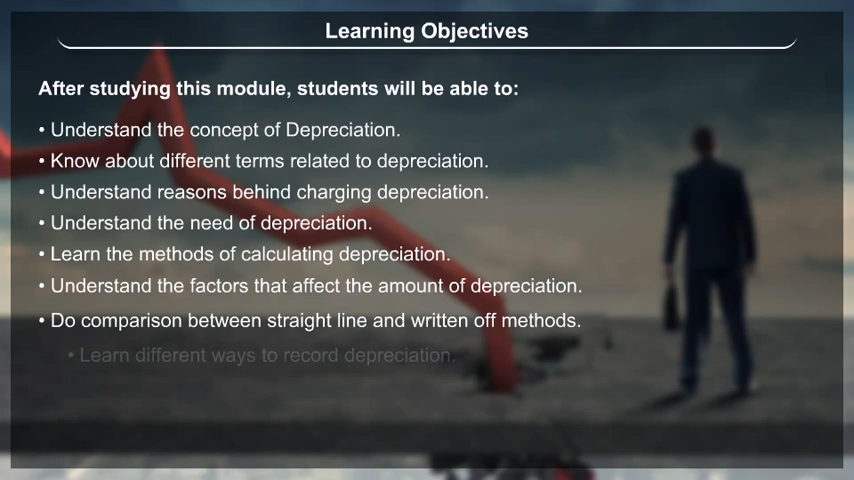 Learning Objectives
After studying this module, students will be able to:
• Understand the concept of Depreciation.
• Know about different terms related to depreciation.
• Understand reasons behind charging depreciation.
• Understand the need of depreciation.
• Learn the methods of calculating depreciation.
• Understand the factors that affect the amount of depreciation.
• Do comparison between straight line and written off methods.
• Learn different ways to record depreciation.